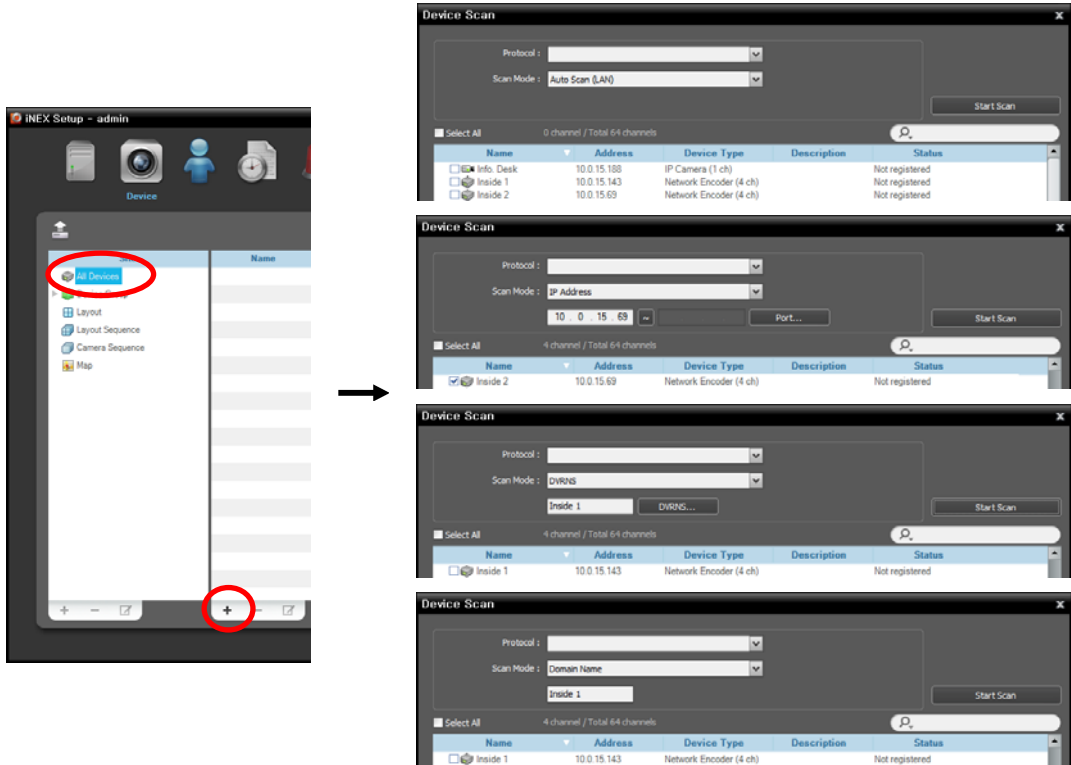 iNEX Setup - admin
Device
Name
All Devices
Layout
Layout Sequence
Camera Sequence
Map
Device Scan
Protocol :
Scan Mode : Auto Scan (LAN)
Start Scan
Select All 0 channel / Total 64 channels
Name Address Device Type Description Status
Info. Desk 10.0.15.188 IP Camera (1 ch) Not registered
Inside 1 10.0.15.143 Network Encoder (4 ch) Not registered
Inside 2 10.0.15.69 Network Encoder (4 ch) Not registered
Device Scan
Protocol :
Scan Mode : IP Address
10 . 0 . 15 . 69 ~ Port... Start Scan
Select All 4 channel / Total 64 channels
Name Address Device Type Description Status
Inside 2 10.0.15.69 Network Encoder (4 ch) Not registered
Device Scan
Protocol :
Scan Mode : DVRNS
Inside 1 DVRNS... Start Scan
Select All 4 channel / Total 64 channels
Name Address Device Type Description Status
Inside 1 10.0.15.143 Network Encoder (4 ch) Not registered
Device Scan
Protocol :
Scan Mode : Domain Name
Inside 1 Start Scan
Select All 4 channel / Total 64 channels
Name Address Device Type Description Status
Inside 1 10.0.15.143 Network Encoder (4 ch) Not registered